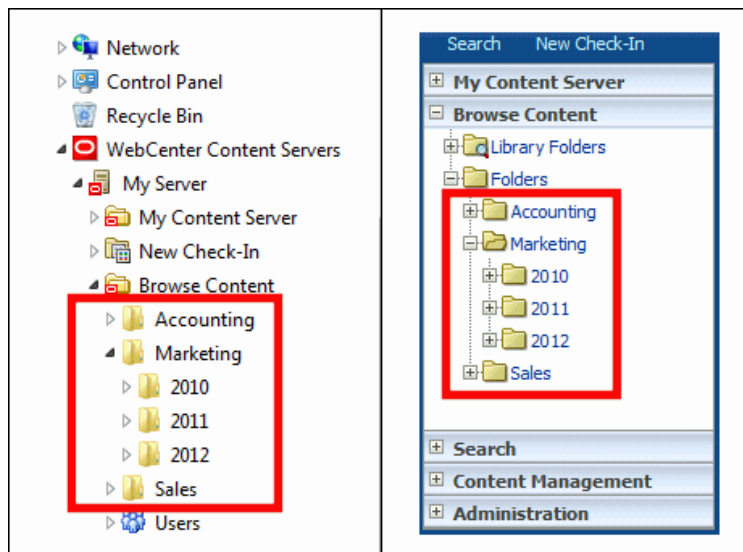 Network
Control Panel
Recycle Bin
WebCenter Content Servers
My Server
My Content Server
New Check-In
Browse Content
Accounting
Marketing
2010
2011
2012
Sales
Users
Search New Check-In
My Content Server
Browse Content
Library Folders
Folders
Accounting
Marketing
2010
2011
2012
Sales
Search
Content Management
Administration